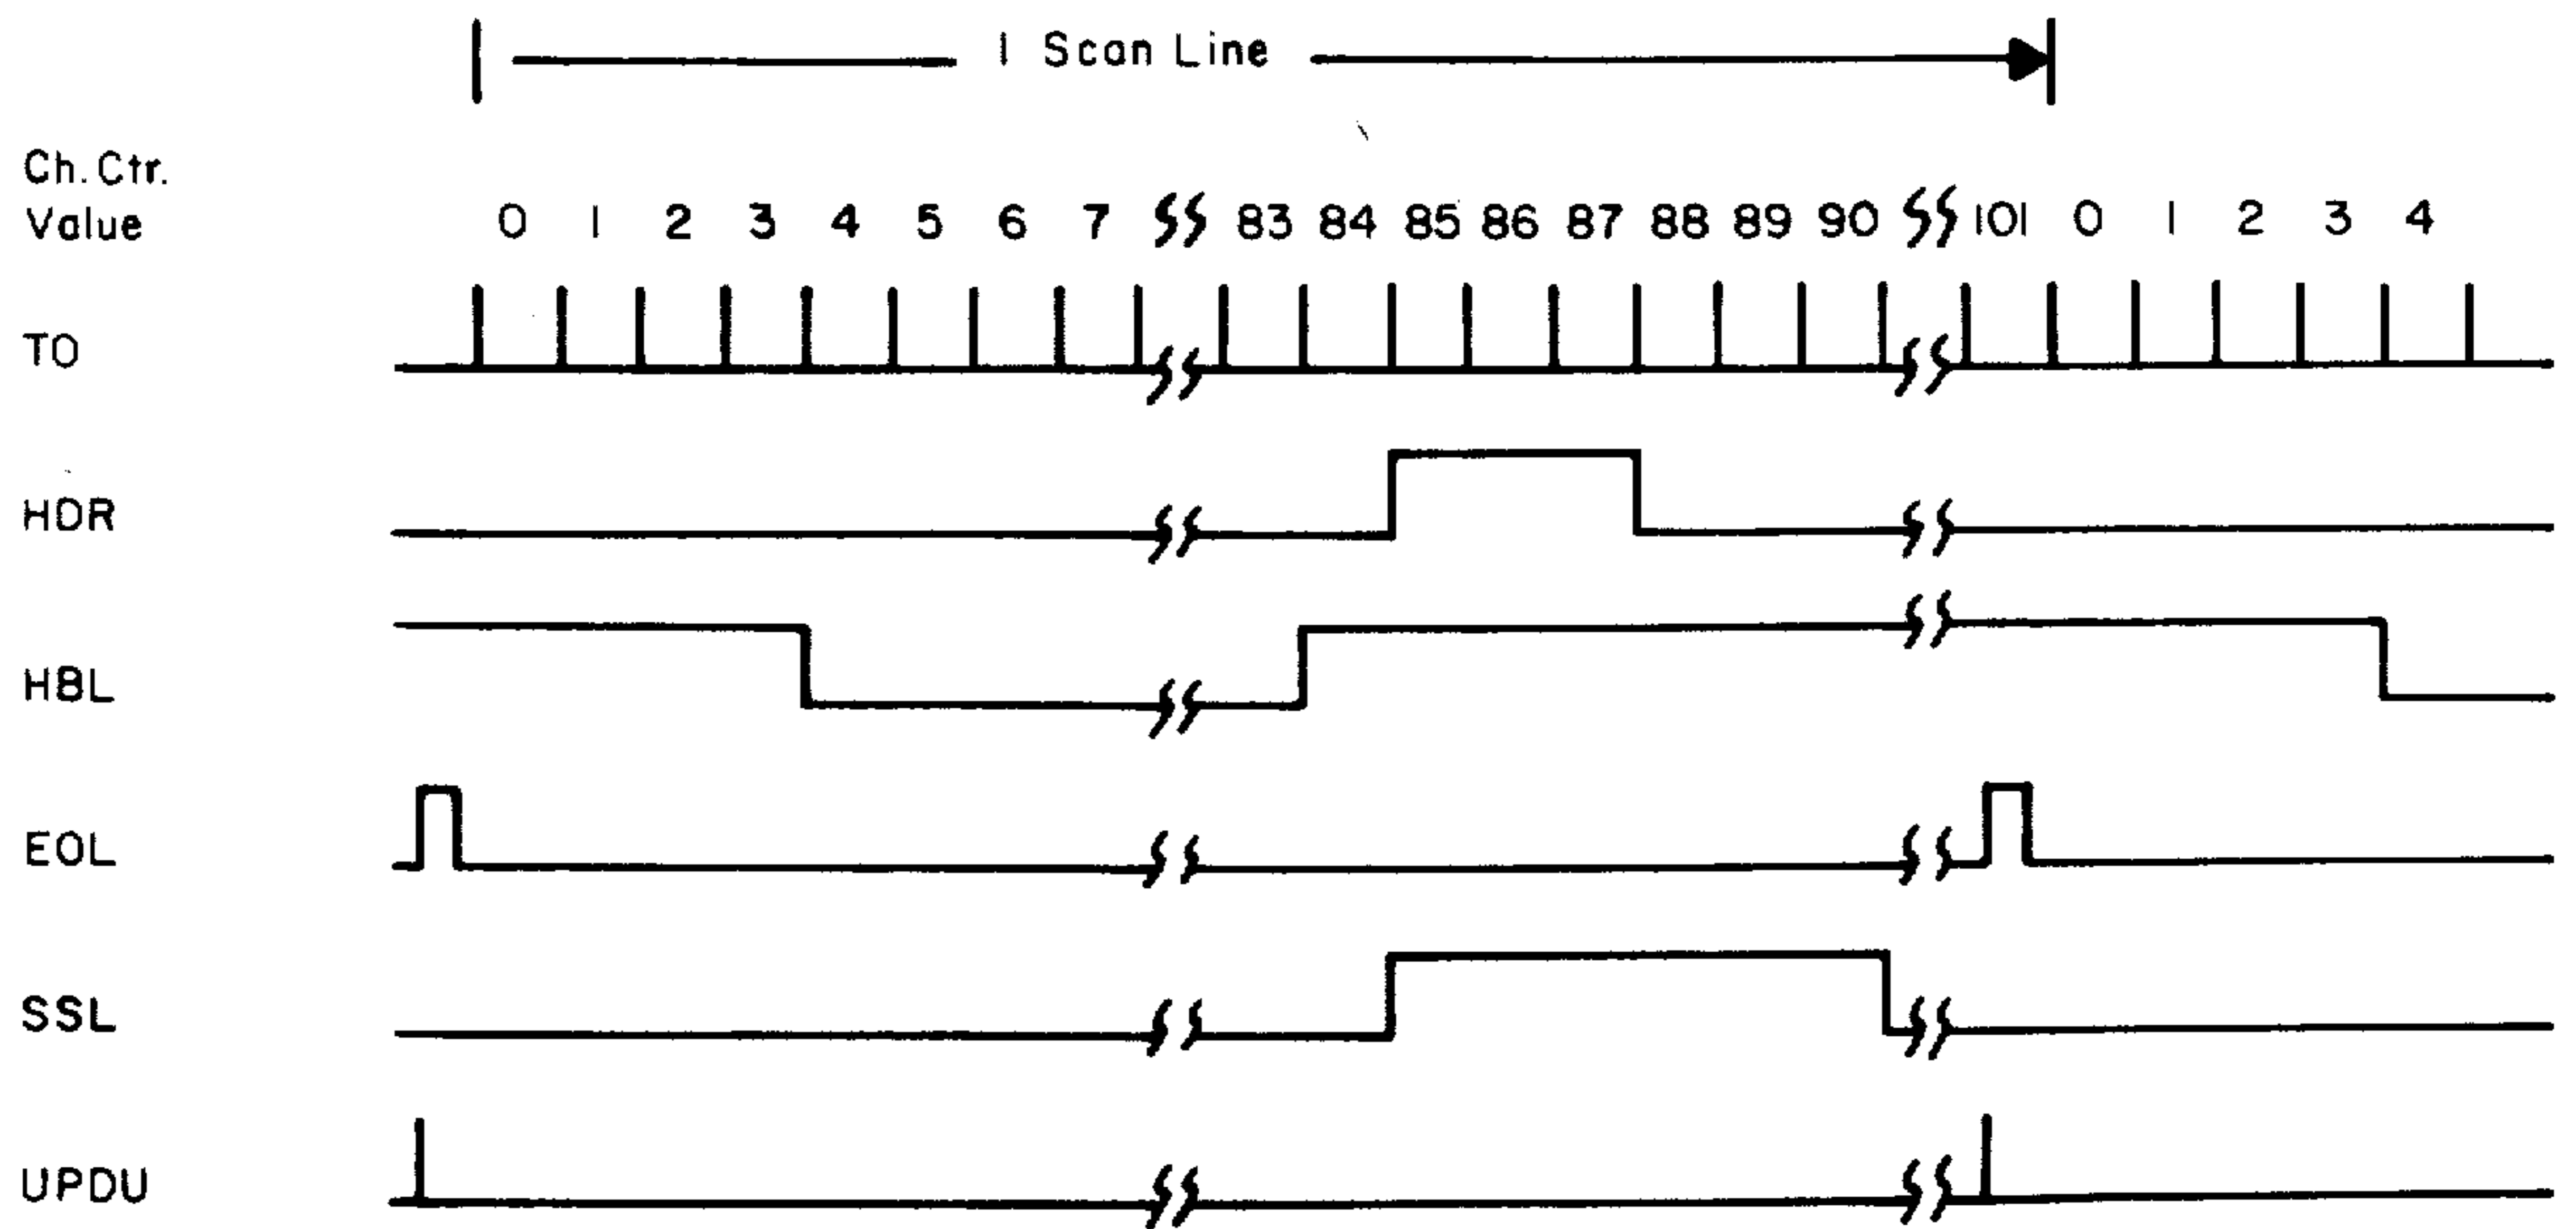 1 Scan Line
Ch. Ctr.
Value 0 1 2 3 4 5 6 7 83 84 85 86 87 88 89 90 101 0 1 2 3 4
TO
HDR
HBL
EOL
SSL
UPDU